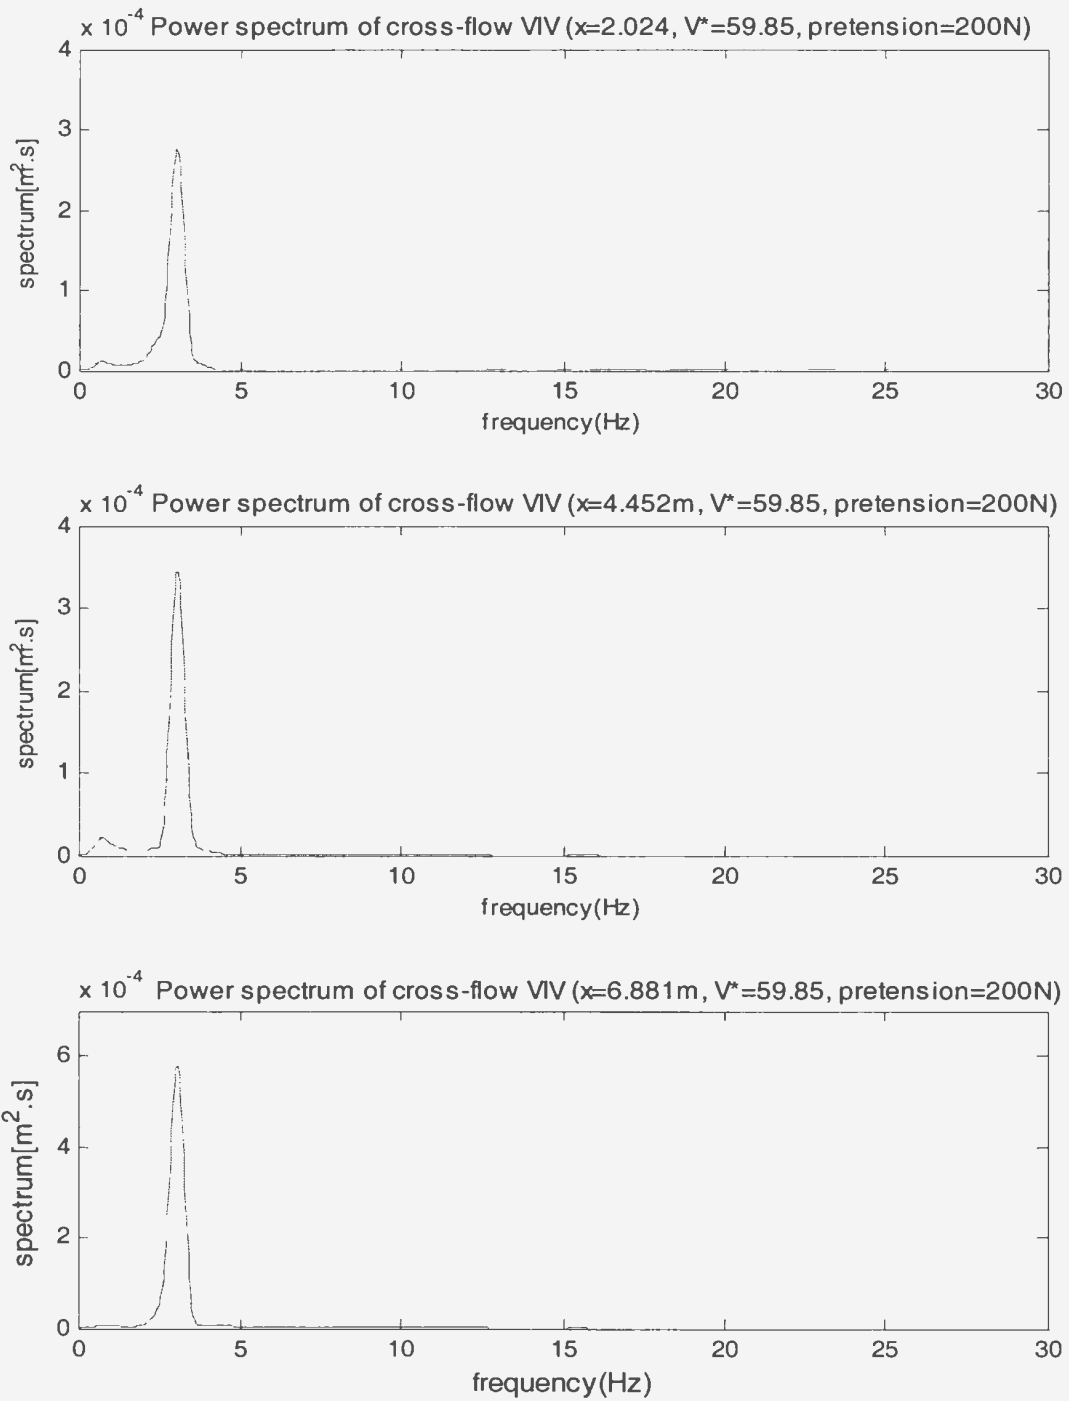 x 10-4 Power spectrum of cross-flow VIV (x=2.024, V*=59.85, pretension=200N)
4
3
2
1
0
spectrum[m2.s]
0 5 10 15 20 25 30
frequency(Hz)
x 10-4 Power spectrum of cross-flow VIV (x=4.452m, V*=59.85, pretension=200N)
4
3
2
1
0
spectrum[m2.s]
0 5 10 15 20 25 30
frequency(Hz)
x 10-4 Power spectrum of cross-flow VIV (x=6.881m, V*=59.85, pretension=200N)
6
4
2
0
spectrum[m2.s]
0 5 10 15 20 25 30
frequency(Hz)